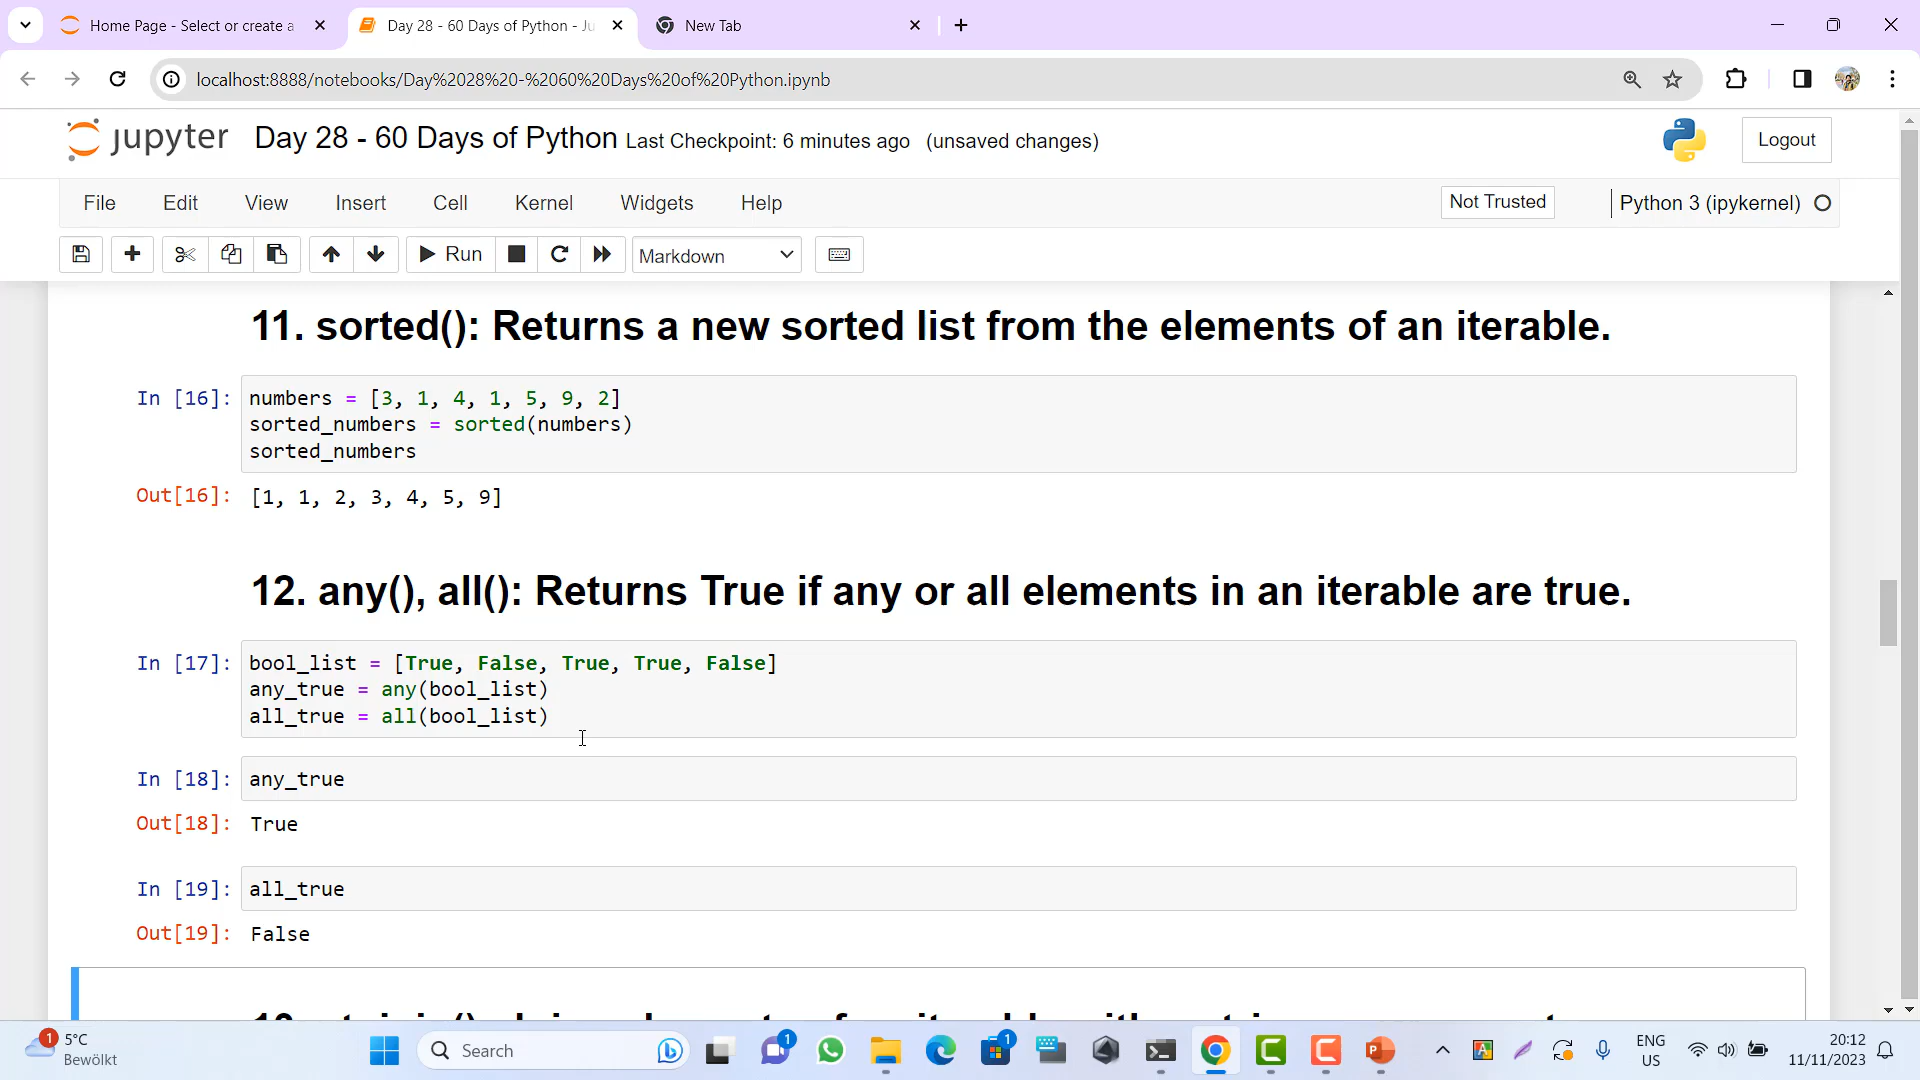 Home Page - Select or create a
Day 28 - 60 Days of Python - Ju
New Tab
localhost:8888/notebooks/Day%2028%20-%2060%20Days%20of%20Python.ipynb
jupyter Day 28 - 60 Days of Python Last Checkpoint: 6 minutes ago (unsaved changes)
Logout
File Edit View Insert Cell Kernel Widgets Help
Not Trusted
Python 3 (ipykernel)
Run
Markdown
11. sorted(): Returns a new sorted list from the elements of an iterable.
In [16]: numbers = [3, 1, 4, 1, 5, 9, 2]
sorted_numbers = sorted(numbers)
sorted_numbers
Out[16]: [1, 1, 2, 3, 4, 5, 9]
12. any(), all(): Returns True if any or all elements in an iterable are true.
In [17]: bool_list = [True, False, True, True, False]
any_true = any(bool_list)
all_true = all(bool_list)
In [18]: any_true
Out[18]: True
In [19]: all_true
Out[19]: False
1
5°C
Bewölkt
Search
1
1
ENG
US
20:12
11/11/2023